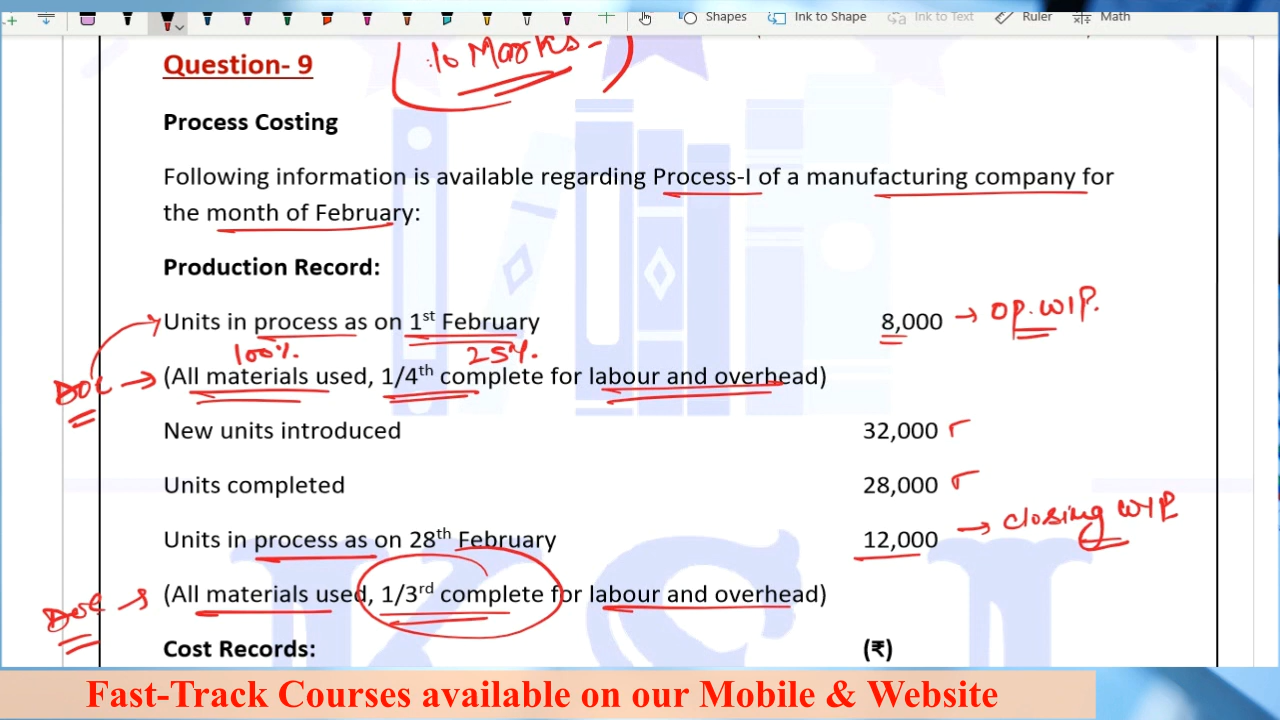 Shapes Ink to Shape Ink to Text Ruler Math
10 Marks
Question- 9
Process Costing
Following information is available regarding Process-I of a manufacturing company for
the month of February:
Production Record:
Units in process as on 1st February 8,000 → op. WIP.
100% 25%.
DOC → (All materials used, 1/4th complete for labour and overhead)
New units introduced 32,000
Units completed 28,000
Units in process as on 28th February 12,000 → closing WIP
DOC → (All materials used, 1/3rd complete for labour and overhead)
Cost Records: (₹)
Fast-Track Courses available on our Mobile & Website